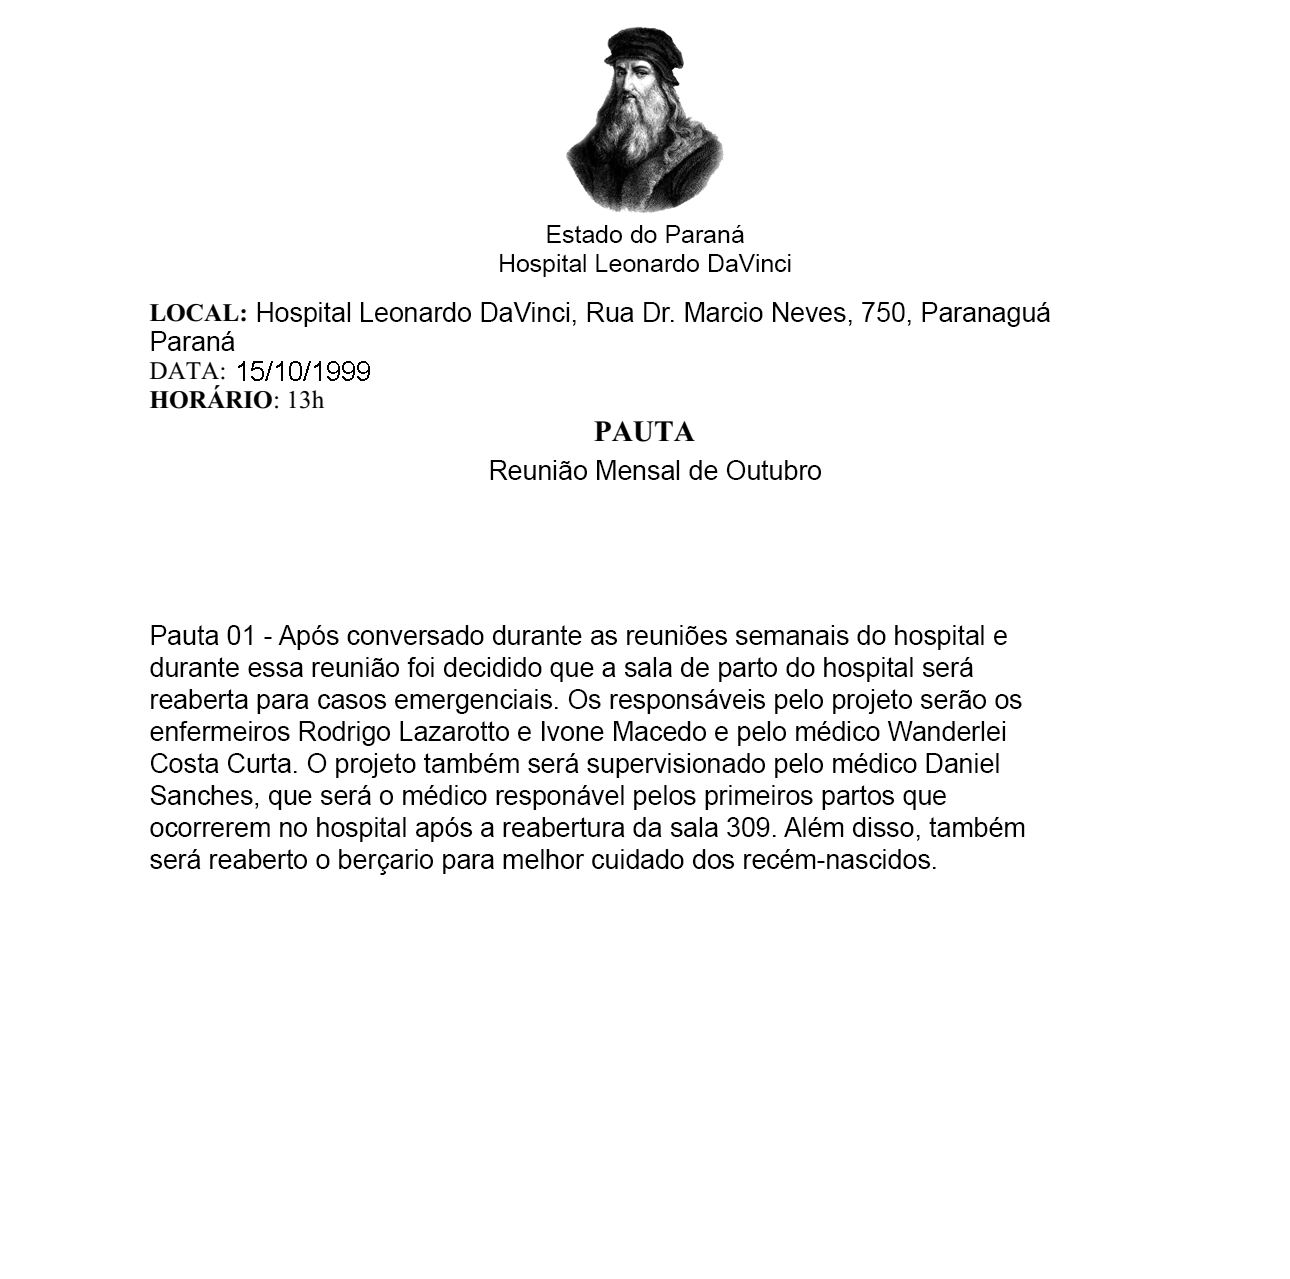 Estado do Paraná
Hospital Leonardo DaVinci
LOCAL: Hospital Leonardo DaVinci, Rua Dr. Marcio Neves, 750, Paranaguá
Paraná
DATA: 15/10/1999
HORÁRIO: 13h
PAUTA
Reunião Mensal de Outubro
Pauta 01 - Após conversado durante as reuniões semanais do hospital e
durante essa reunião foi decidido que a sala de parto do hospital será
reaberta para casos emergenciais. Os responsáveis pelo projeto serão os
enfermeiros Rodrigo Lazarotto e Ivone Macedo e pelo médico Wanderlei
Costa Curta. O projeto também será supervisionado pelo médico Daniel
Sanches, que será o médico responável pelos primeiros partos que
ocorrerem no hospital após a reabertura da sala 309. Além disso, também
será reaberto o berçario para melhor cuidado dos recém-nascidos.